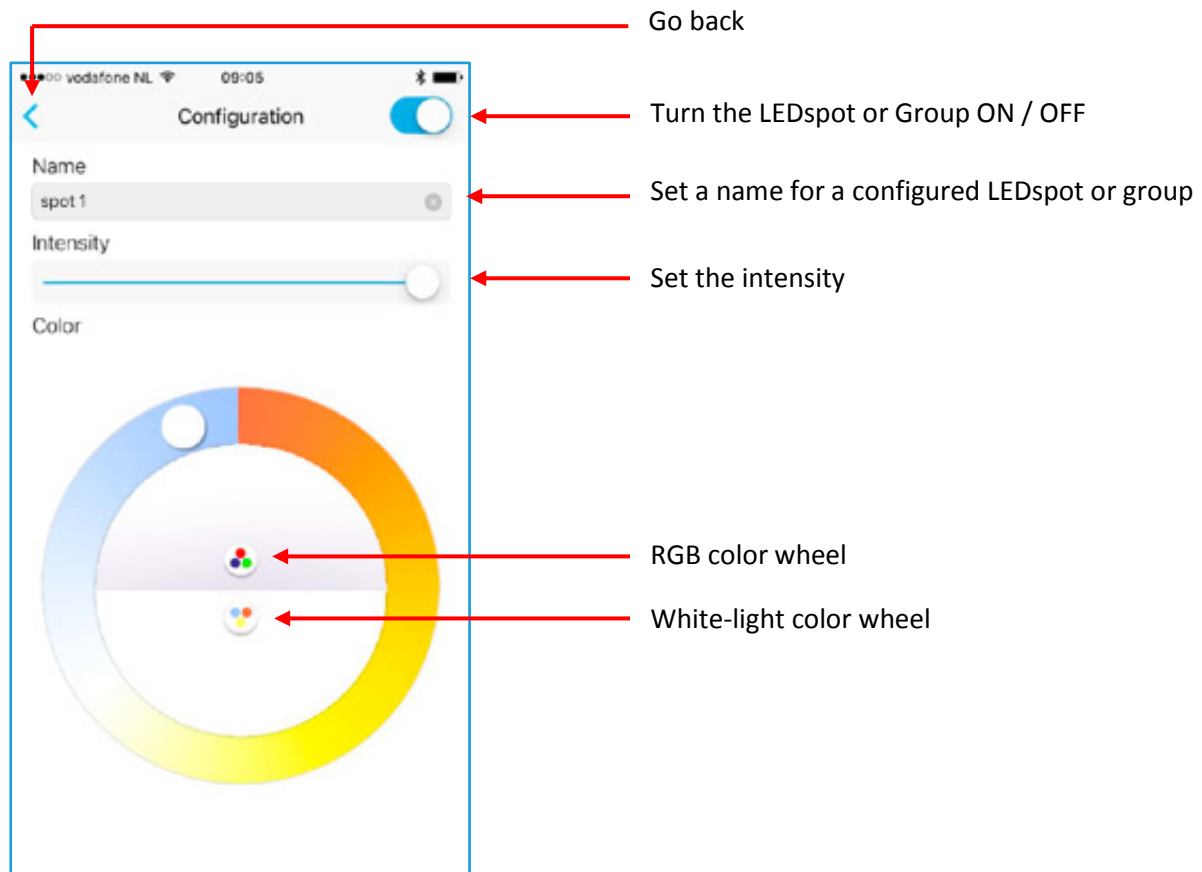 Go back
vodafone NL 09:05
Configuration
Turn the LEDspot or Group ON / OFF
Name
spot 1
Set a name for a configured LEDspot or group
Intensity
Set the intensity
Color
RGB color wheel
White-light color wheel